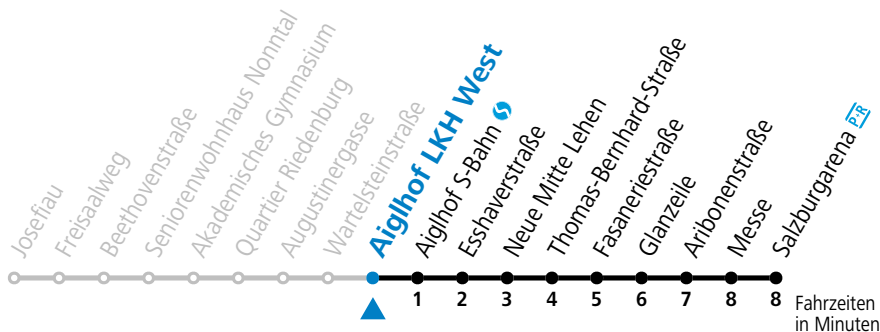 Josefiau
Freisaalweg
Beethovenstraße
Seniorenwohnhaus Nonntal
Akademisches Gymnasium
Quartier Riedenburg
Augustinergasse
Wartelsteinstraße
Aiglhof LKH West
Aiglhof S-Bahn
Esshaverstraße
Neue Mitte Lehen
Thomas-Bernhard-Straße
Fasaneriestraße
Glanzeile
Aribonenstraße
Messe
Salzburgarena P+R
1 2 3 4 5 6 7 8 8
Fahrzeiten
in Minuten